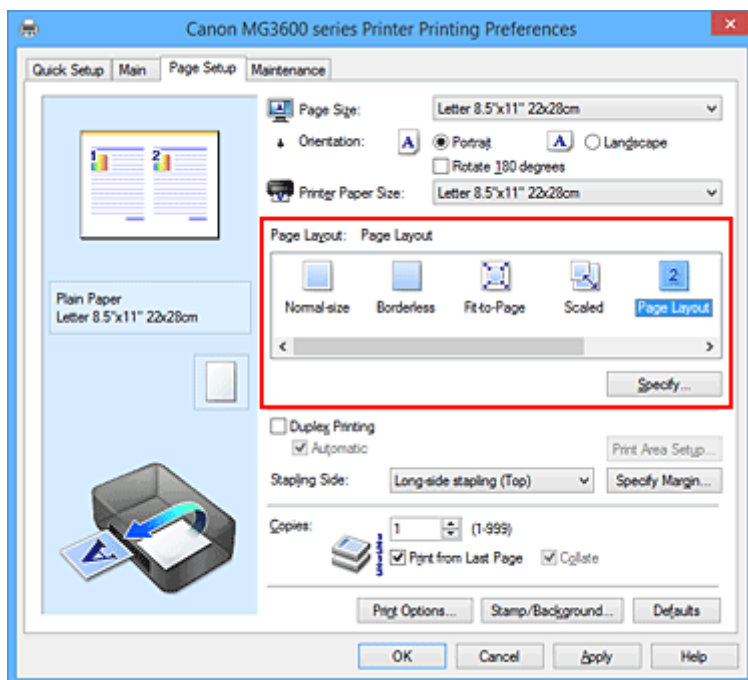 Canon MG3600 series Printer Printing Preferences
Quick Setup Main Page Setup Maintenance
Page Size: Letter 8.5"x11" 22x28cm
Orientation: A Portrait A Landscape
Rotate 180 degrees
Printer Paper Size: Letter 8.5"x11" 22x28cm
1 2
Page Layout: Page Layout
2
Normal-size Borderless Fit-to-Page Scaled Page Layout
Plain Paper
Letter 8.5"x11" 22x28cm
Specify...
Duplex Printing
Automatic
Print Area Setup...
Stapling Side: Long-side stapling (Top) Specify Margin...
Copies: 1 (1-999)
Print from Last Page Collate
A
Print Options... Stamp/Background... Defaults
OK Cancel Apply Help